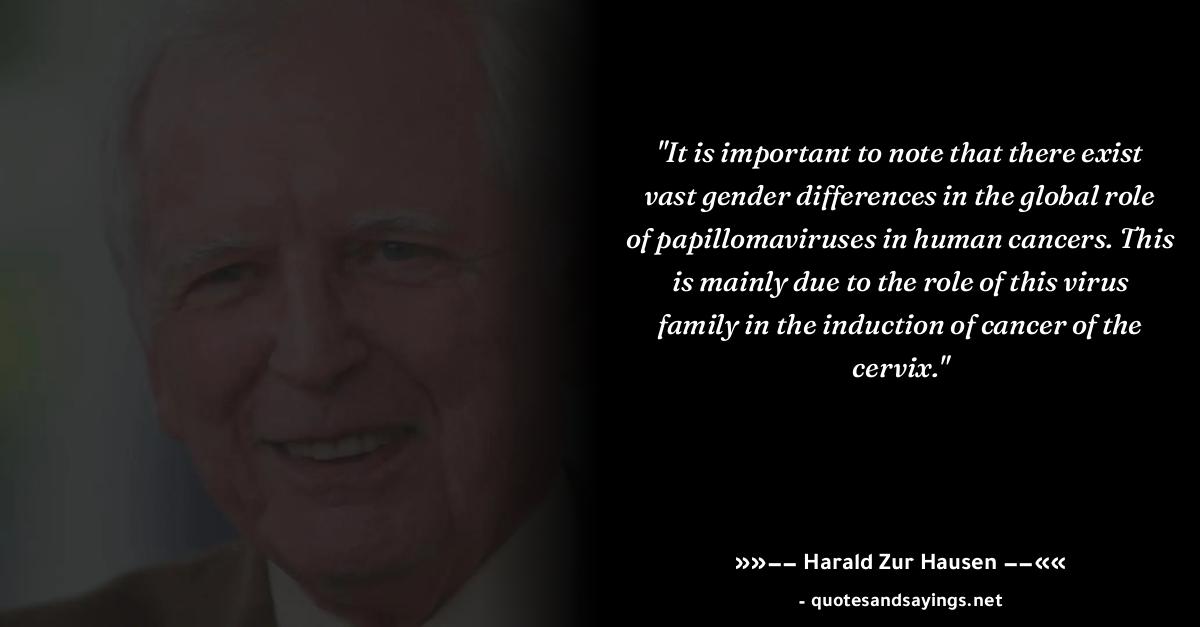 "It is important to note that there exist
vast gender differences in the global role
of papillomaviruses in human cancers. This
is mainly due to the role of this virus
family in the induction of cancer of the
cervix."
»»−− Harald Zur Hausen −−««
- quotesandsayings.net